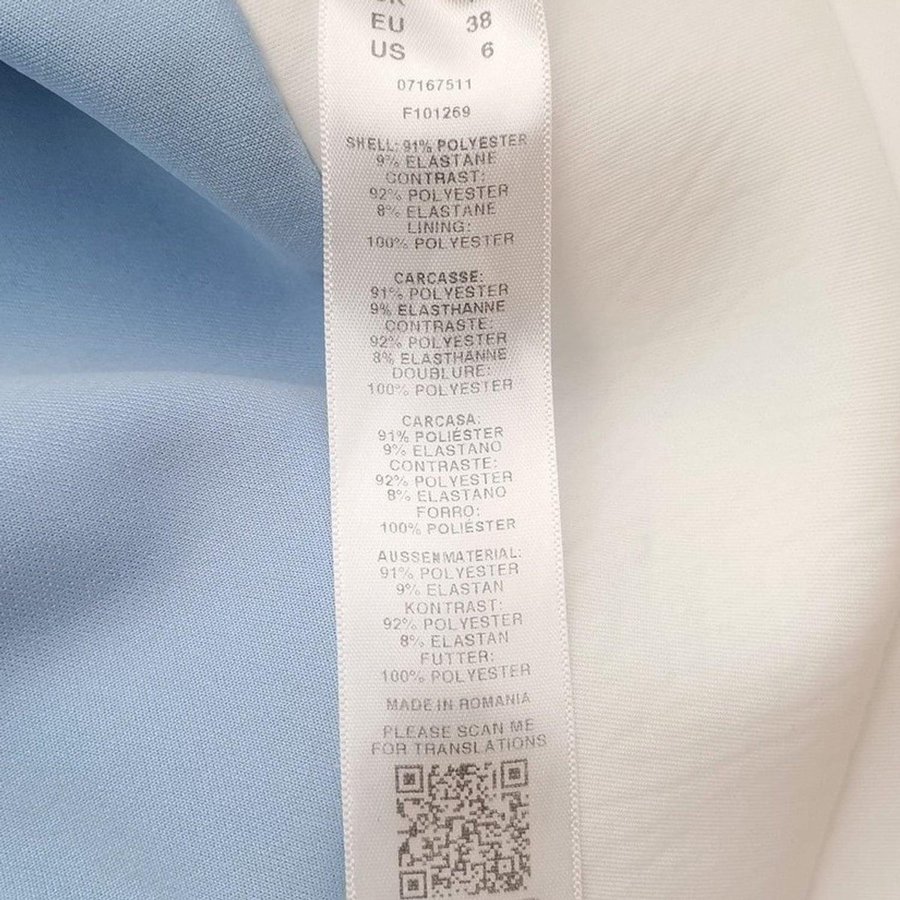 EU 38
US 6
07167511
F101269
SHELL: 91% POLYESTER
9% ELASTANE
CONTRAST:
92% POLYESTER
8% ELASTANE
LINING:
100% POLYESTER
CARCASSE:
91% POLYESTER
9% ELASTHANNE
CONTRASTE:
92% POLYESTER
8% ELASTHANNE
DOUBLURE:
100% POLYESTER
CARCASA:
91% POLIÉSTER
9% ELASTANO
CONTRASTE:
92% POLYESTER
8% ELASTANO
FORRO:
100% POLIÉSTER
AUSSENMATERIAL:
91% POLYESTER
9% ELASTAN
KONTRAST:
92% POLYESTER
8% ELASTAN
FUTTER:
100% POLYESTER
MADE IN ROMANIA
PLEASE SCAN ME
FOR TRANSLATIONS